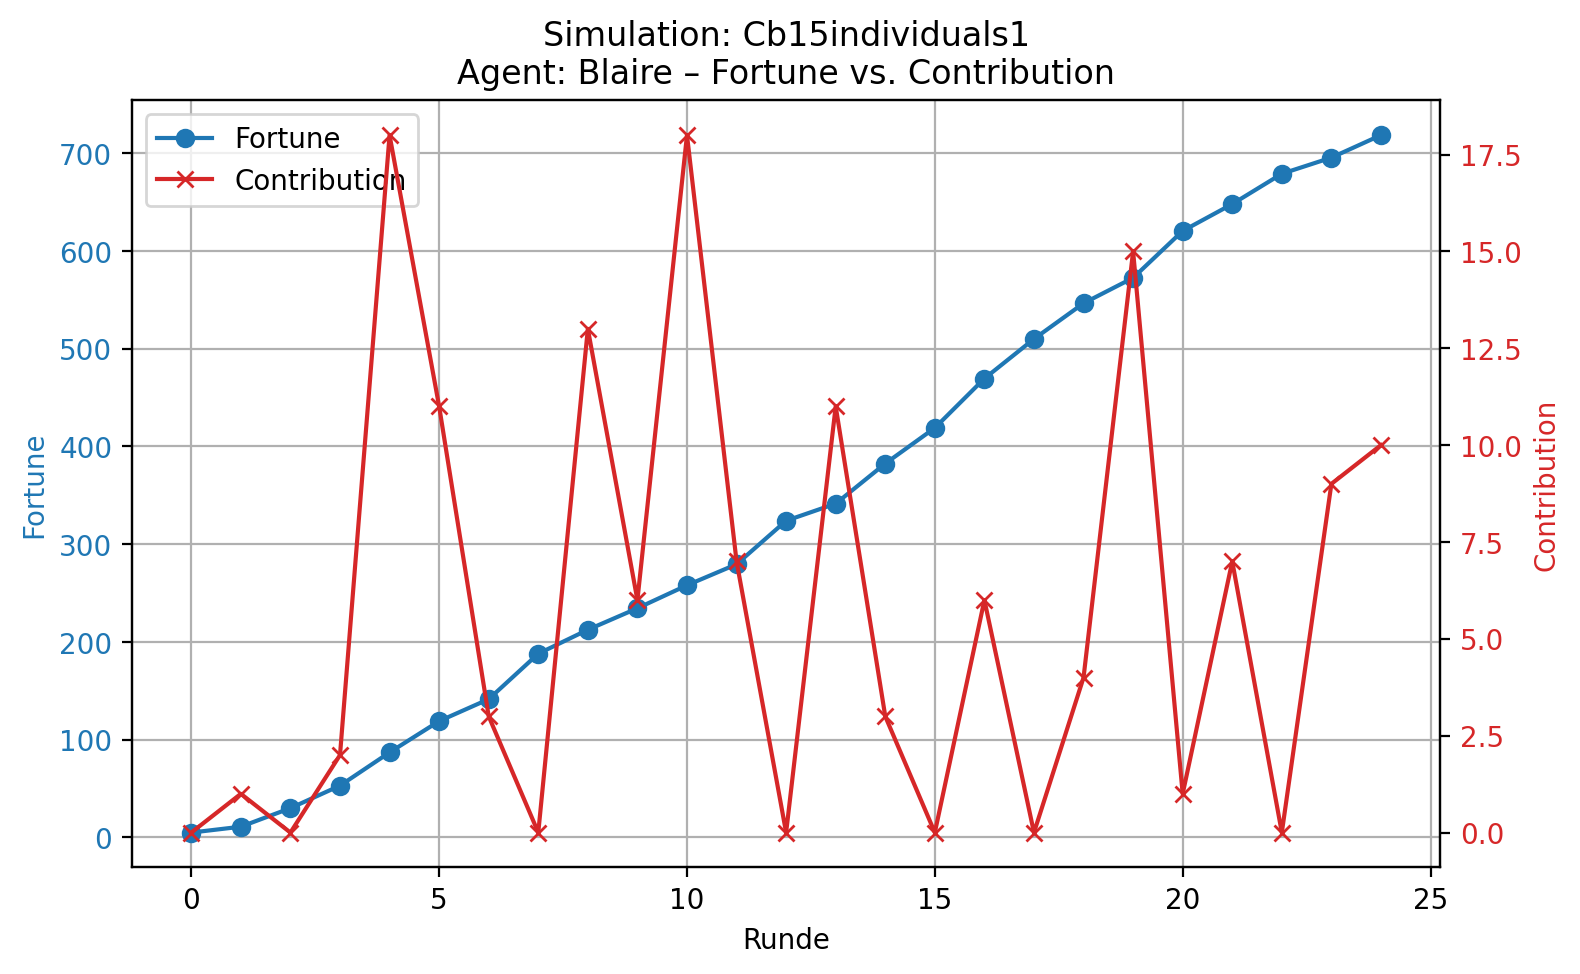 Simulation: Cb15individuals1
Agent: Blaire – Fortune vs. Contribution
Fortune
Contribution
700
600
500
400
300
200
100
0
Fortune
17.5
15.0
12.5
10.0
7.5
5.0
2.5
0.0
Contribution
0 5 10 15 20 25
Runde